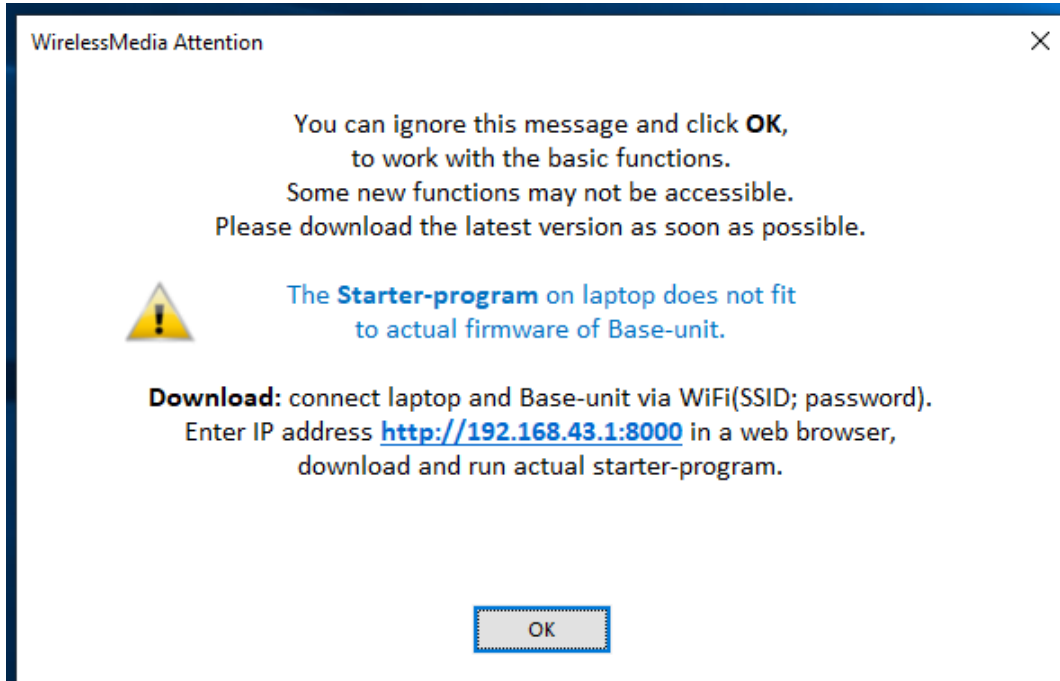 WirelessMedia Attention
You can ignore this message and click OK,
to work with the basic functions.
Some new functions may not be accessible.
Please download the latest version as soon as possible.
The Starter-program on laptop does not fit
to actual firmware of Base-unit.
Download: connect laptop and Base-unit via WiFi(SSID; password).
Enter IP address http://192.168.43.1:8000 in a web browser,
download and run actual starter-program.
OK